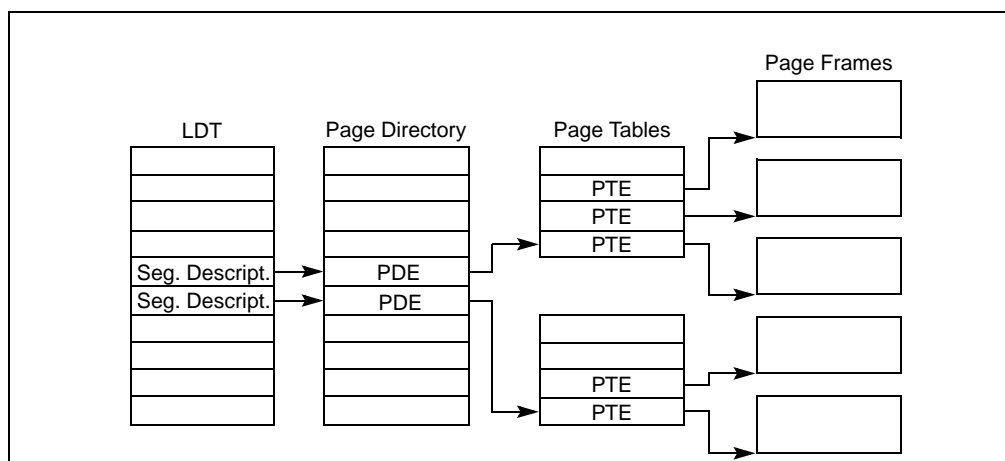 Page Frames
LDT
Page Directory
Page Tables
PTE
PTE
PTE
Seg. Descript.
PDE
Seg. Descript.
PDE
PTE
PTE